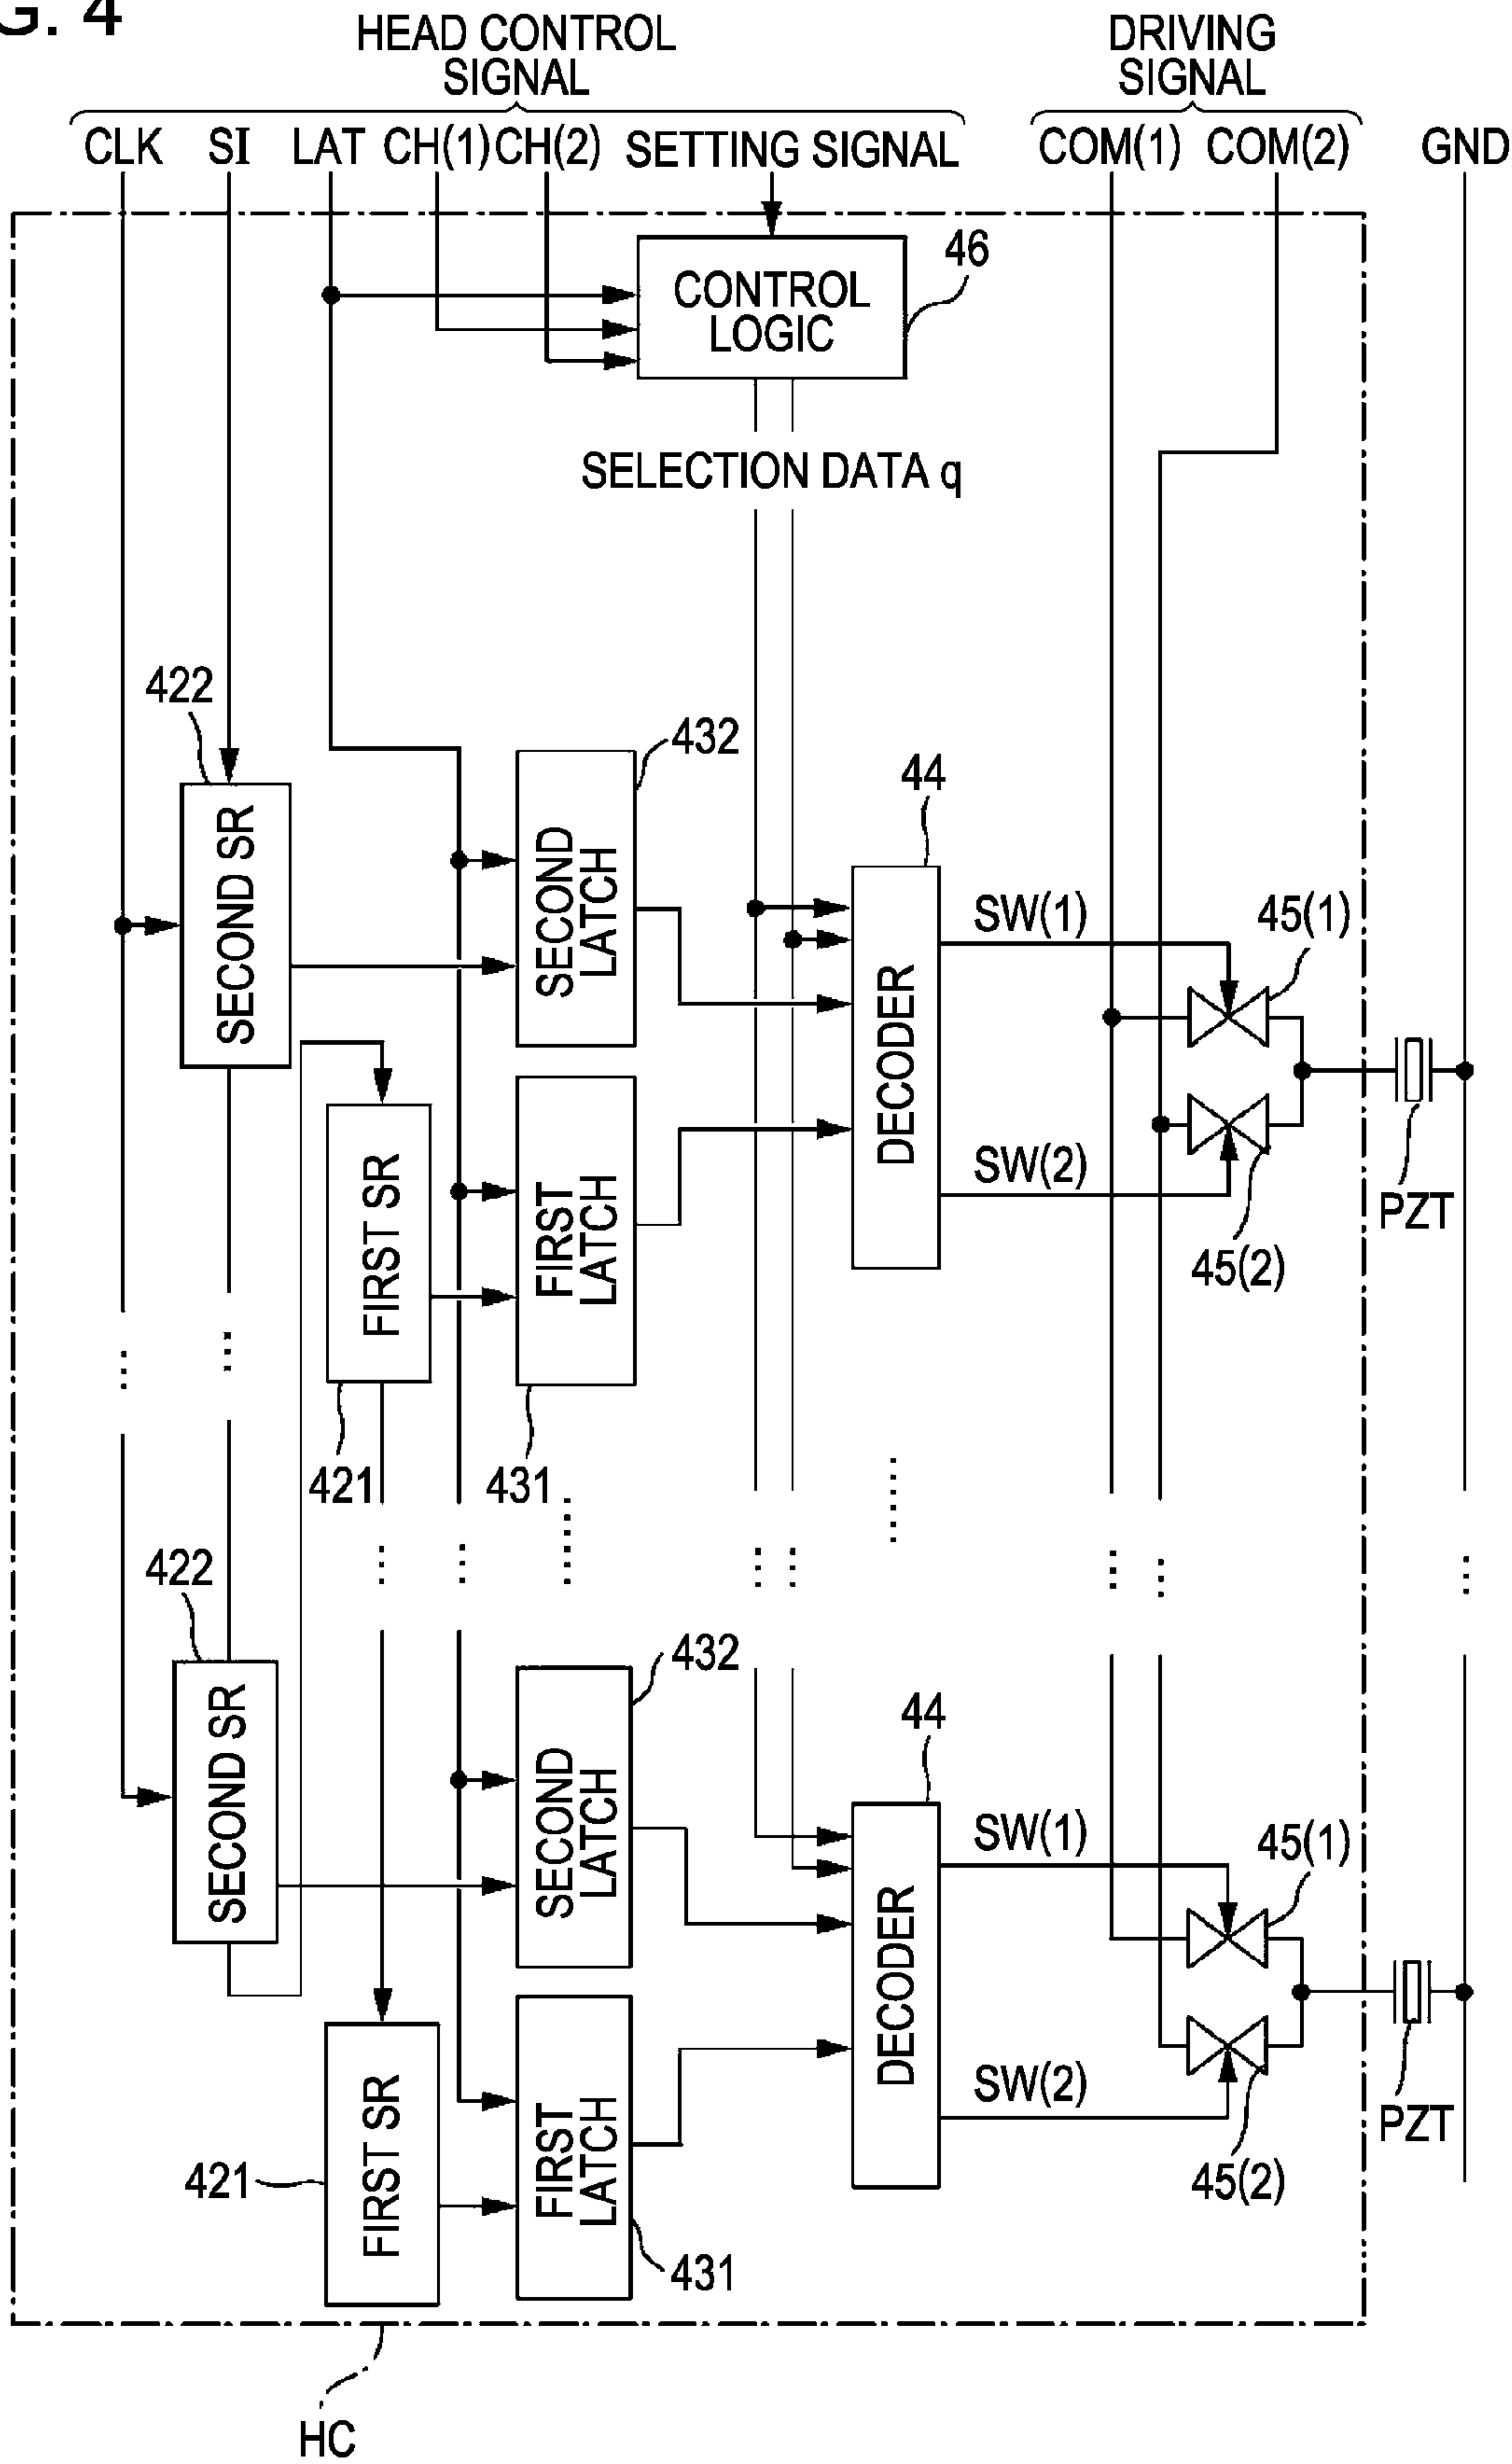 G. 4
HEAD CONTROL
SIGNAL
DRIVING
SIGNAL
CLK SI LAT CH(1) CH(2) SETTING SIGNAL COM(1) COM(2) GND
46
CONTROL
LOGIC
SELECTION DATA q
422
432
44
SECOND SR
SECOND
LATCH
DECODER
SW(1)
45(1)
FIRST SR
FIRST
LATCH
SW(2)
45(2)
PZT
421
431
422
432
44
SECOND SR
SECOND
LATCH
DECODER
SW(1)
45(1)
FIRST SR
FIRST
LATCH
SW(2)
45(2)
PZT
421
431
HC